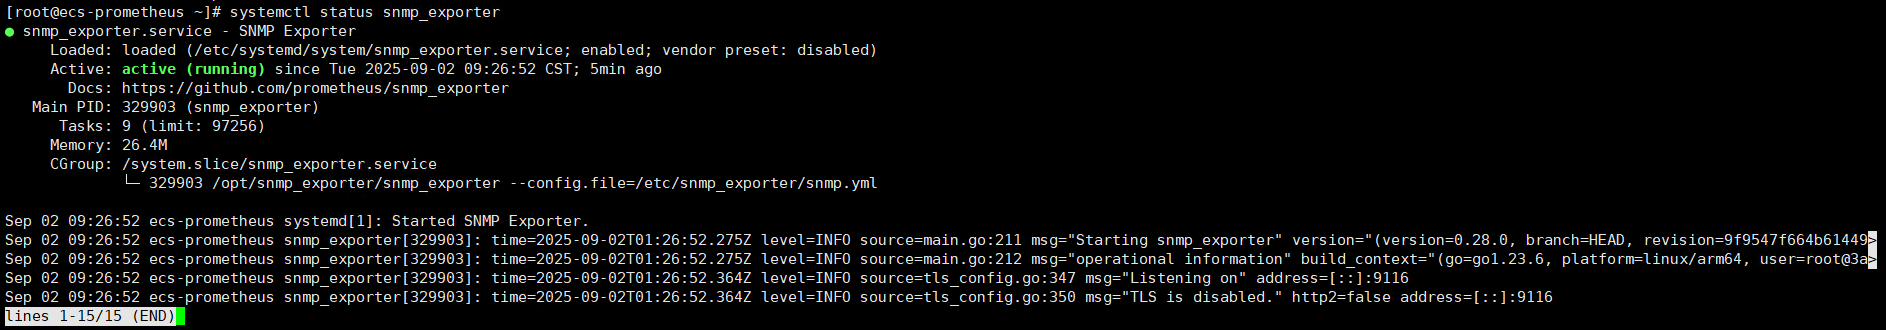 [root@ecs-prometheus ~]# systemctl status snmp_exporter
● snmp_exporter.service - SNMP Exporter
     Loaded: loaded (/etc/systemd/system/snmp_exporter.service; enabled; vendor preset: disabled)
     Active: active (running) since Tue 2025-09-02 09:26:52 CST; 5min ago
       Docs: https://github.com/prometheus/snmp_exporter
   Main PID: 329903 (snmp_exporter)
      Tasks: 9 (limit: 97256)
     Memory: 26.4M
     CGroup: /system.slice/snmp_exporter.service
             └─ 329903 /opt/snmp_exporter/snmp_exporter --config.file=/etc/snmp_exporter/snmp.yml
Sep 02 09:26:52 ecs-prometheus systemd[1]: Started SNMP Exporter.
Sep 02 09:26:52 ecs-prometheus snmp_exporter[329903]: time=2025-09-02T01:26:52.275Z level=INFO source=main.go:211 msg="Starting snmp_exporter" version="(version=0.28.0, branch=HEAD, revision=9f9547f664b61449>
Sep 02 09:26:52 ecs-prometheus snmp_exporter[329903]: time=2025-09-02T01:26:52.275Z level=INFO source=main.go:212 msg="operational information" build_context="(go=go1.23.6, platform=linux/arm64, user=root@3a>
Sep 02 09:26:52 ecs-prometheus snmp_exporter[329903]: time=2025-09-02T01:26:52.364Z level=INFO source=tls_config.go:347 msg="Listening on" address=[::]:9116
Sep 02 09:26:52 ecs-prometheus snmp_exporter[329903]: time=2025-09-02T01:26:52.364Z level=INFO source=tls_config.go:350 msg="TLS is disabled." http2=false address=[::]:9116
lines 1-15/15 (END)